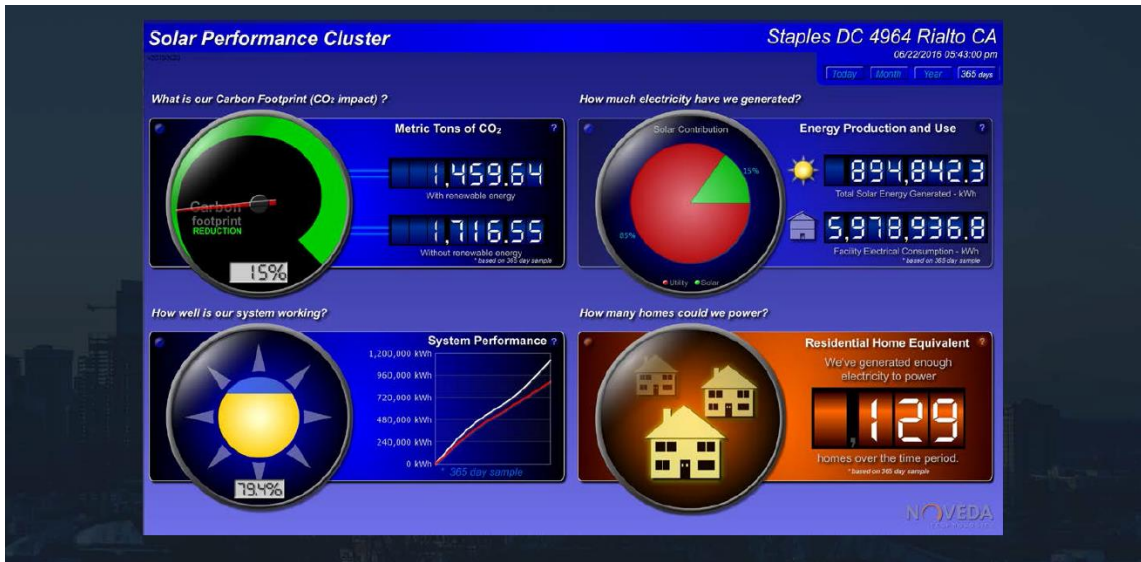 Solar Performance Cluster
Staples DC 4964 Rialto CA
06/22/2015 05:43:00 pm
Today Month Year 365 days
What is our Carbon Footprint (CO₂ impact) ?
Metric Tons of CO₂ ?
1,459.64
With renewable energy
1,716.55
Without renewable energy
* based on 365 day sample
Carbon
footprint
REDUCTION
15%
How much electricity have we generated?
Solar Contribution
15%
85%
Utility Solar
Energy Production and Use ?
894,842.3
Total Solar Energy Generated - kWh
5,978,936.8
Facility Electrical Consumption - kWh
* based on 365 day sample
How well is our system working?
79.4%
System Performance ?
1,200,000 kWh
960,000 kWh
720,000 kWh
480,000 kWh
240,000 kWh
0 kWh
* 365 day sample
How many homes could we power?
Residential Home Equivalent ?
We've generated enough
electricity to power
,129
homes over the time period.
* based on 365 day sample
NOVEDA